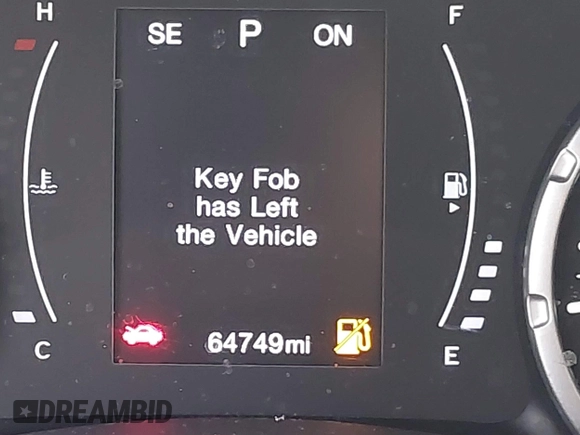 H
F
SE P ON
Key Fob
has Left
the Vehicle
64749mi
C
E
DREAMBID